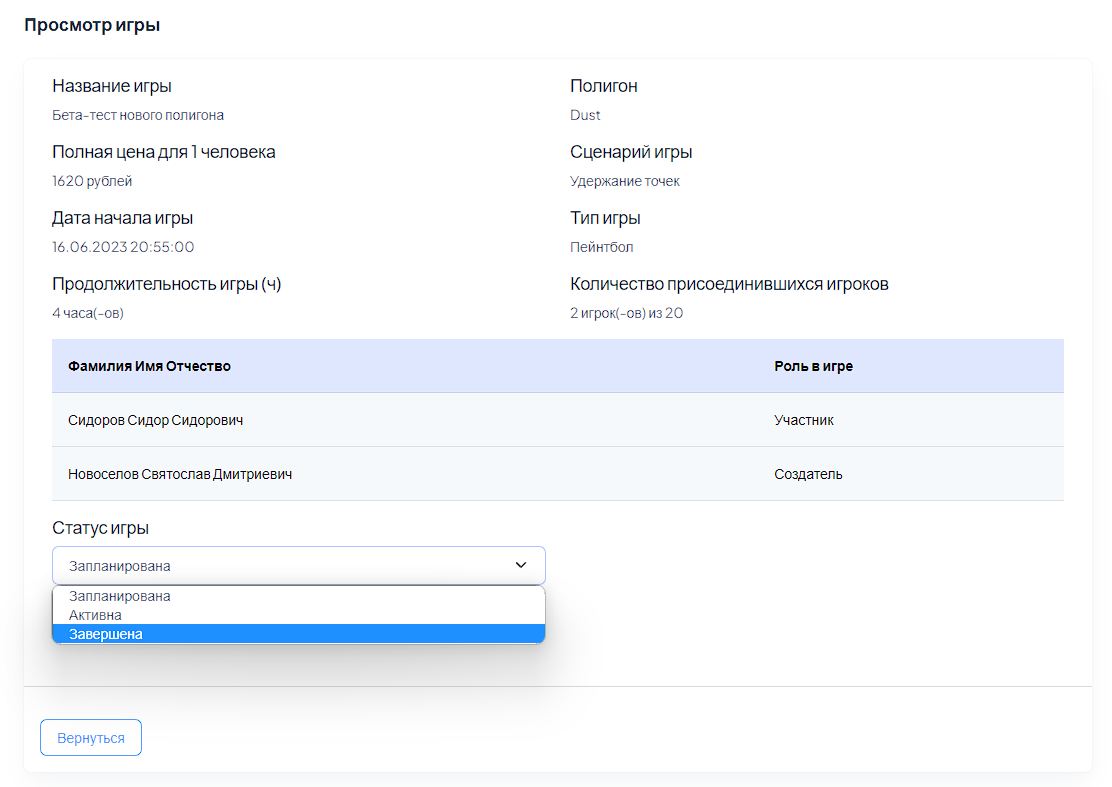 Просмотр игры
Название игры
Бета-тест нового полигона
Полигон
Dust
Полная цена для 1 человека
1620 рублей
Сценарий игры
Удержание точек
Дата начала игры
16.06.2023 20:55:00
Тип игры
Пейнтбол
Продолжительность игры (ч)
4 часа(-ов)
Количество присоединившихся игроков
2 игрок(-ов) из 20
Фамилия Имя Отчество Роль в игре
Сидоров Сидор Сидорович Участник
Новоселов Святослав Дмитриевич Создатель
Статус игры
Запланирована
Запланирована
Активна
Завершена
Вернуться